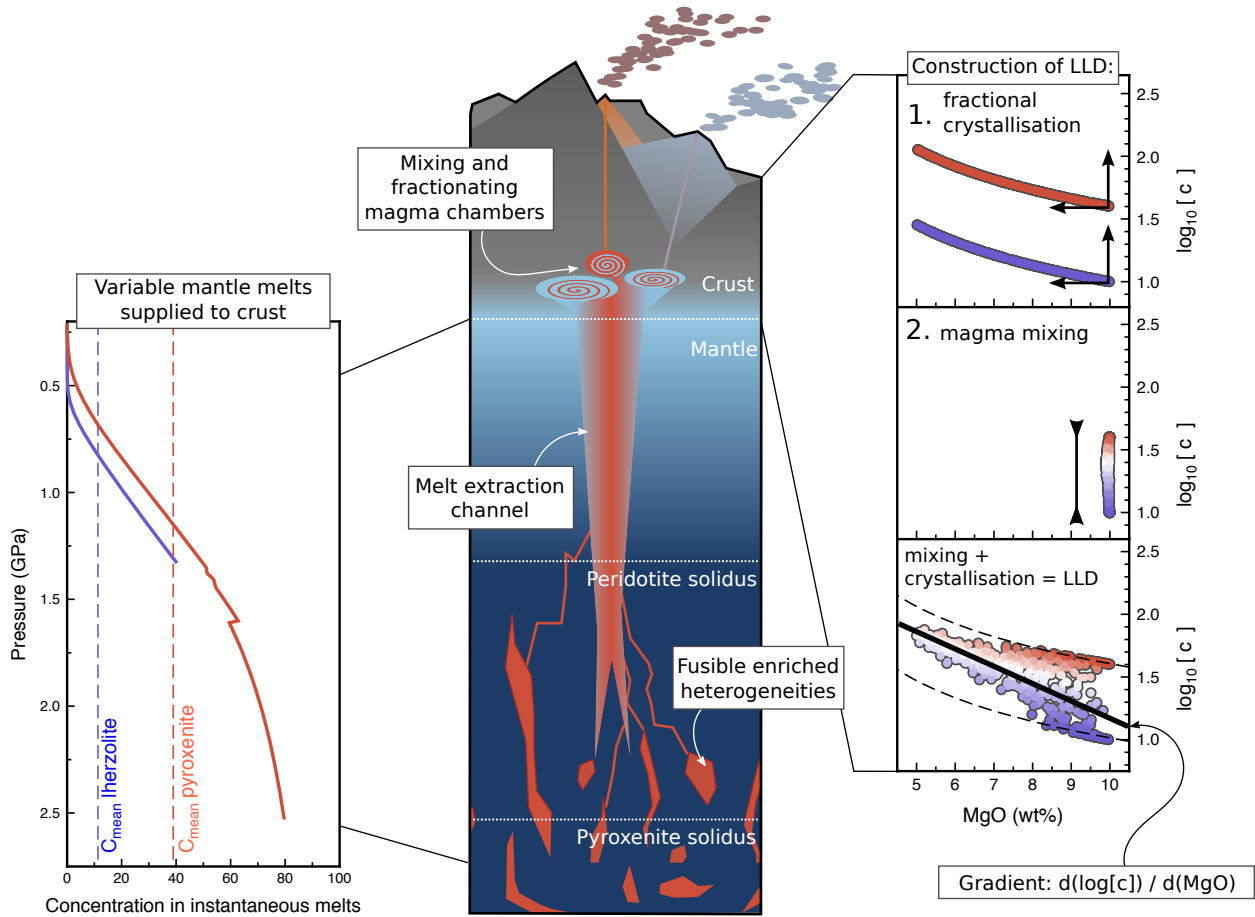 Variable mantle melts
supplied to crust
0.5
1.0
1.5
2.0
2.5
Pressure (GPa)
C_mean lherzolite
C_mean pyroxenite
0 20 40 60 80 100
Concentration in instantaneous melts
Mixing and
fractionating
magma chambers
Crust
Mantle
Melt extraction
channel
Peridotite solidus
Fusible enriched
heterogeneities
Pyroxenite solidus
Construction of LLD:
1. fractional
crystallisation
2.5
2.0
1.5
1.0
log₁₀ [ c ]
2. magma mixing
2.5
2.0
1.5
1.0
log₁₀ [ c ]
mixing +
crystallisation = LLD
2.5
2.0
1.5
1.0
log₁₀ [ c ]
5 6 7 8 9 10
MgO (wt%)
Gradient: d(log[c]) / d(MgO)